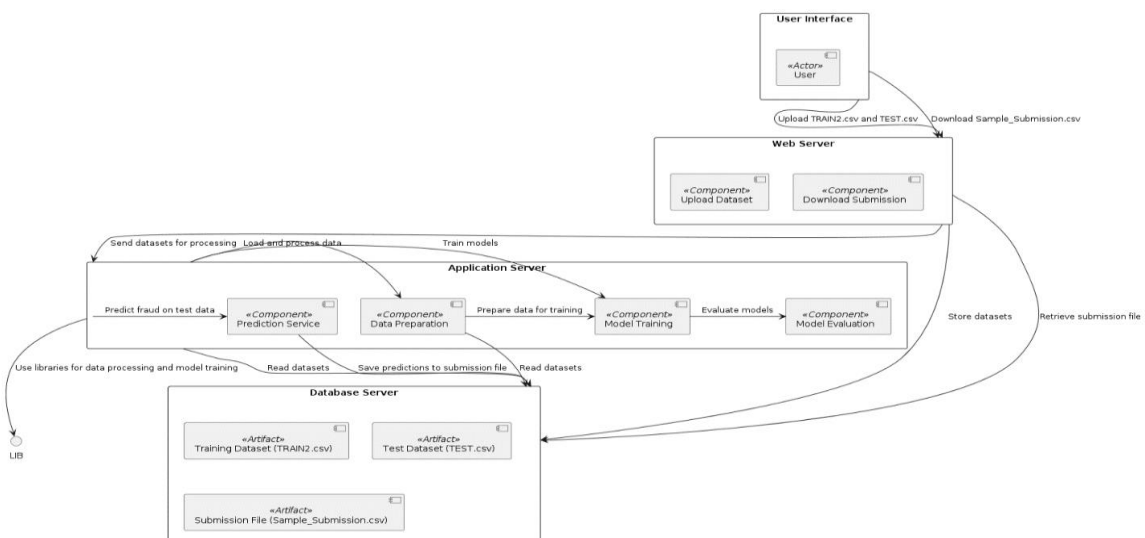 User Interface
«Actor»
User
Upload TRAIN2.csv and TEST.csv
Download Sample_Submission.csv
Web Server
«Component»
Upload Dataset
«Component»
Download Submission
Send datasets for processing
Load and process data
Train models
Application Server
Predict fraud on test data
«Component»
Prediction Service
«Component»
Data Preparation
Prepare data for training
«Component»
Model Training
Evaluate models
«Component»
Model Evaluation
Store datasets
Retrieve submission file
Use libraries for data processing and model training
Read datasets
Save predictions to submission file
Read datasets
Database Server
«Artifact»
Training Dataset (TRAIN2.csv)
«Artifact»
Test Dataset (TEST.csv)
LIB
«Artifact»
Submission File (Sample_Submission.csv)